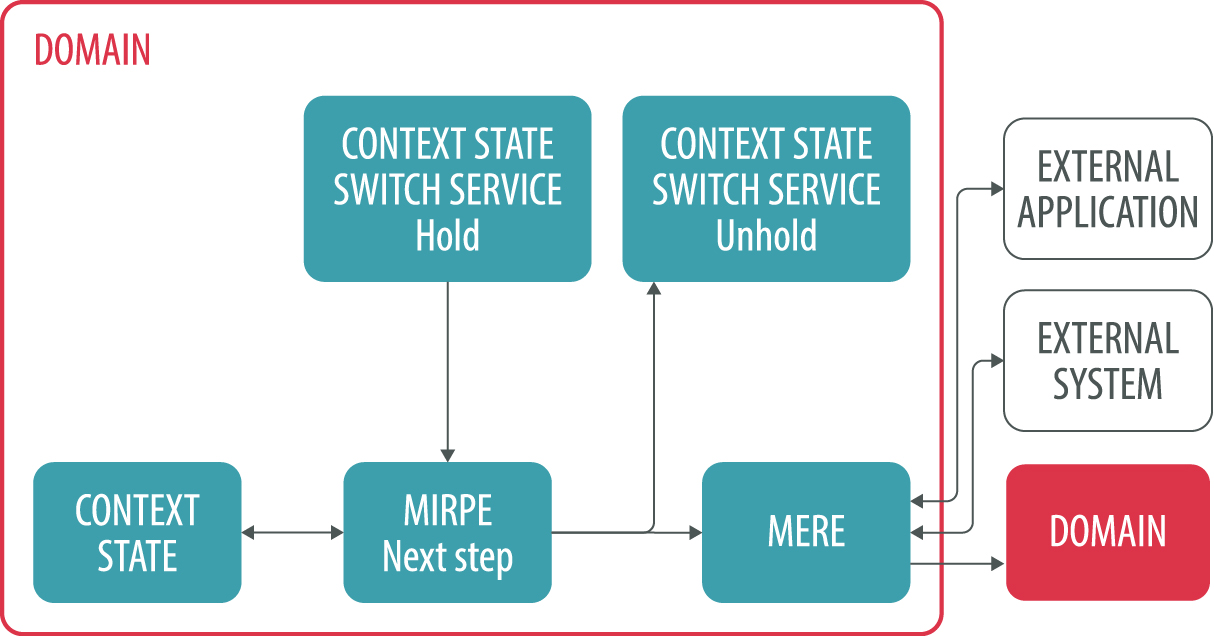 DOMAIN
CONTEXT STATE
SWITCH SERVICE
Hold
CONTEXT STATE
SWITCH SERVICE
Unhold
EXTERNAL
APPLICATION
EXTERNAL
SYSTEM
CONTEXT
STATE
MIRPE
Next step
MERE
DOMAIN